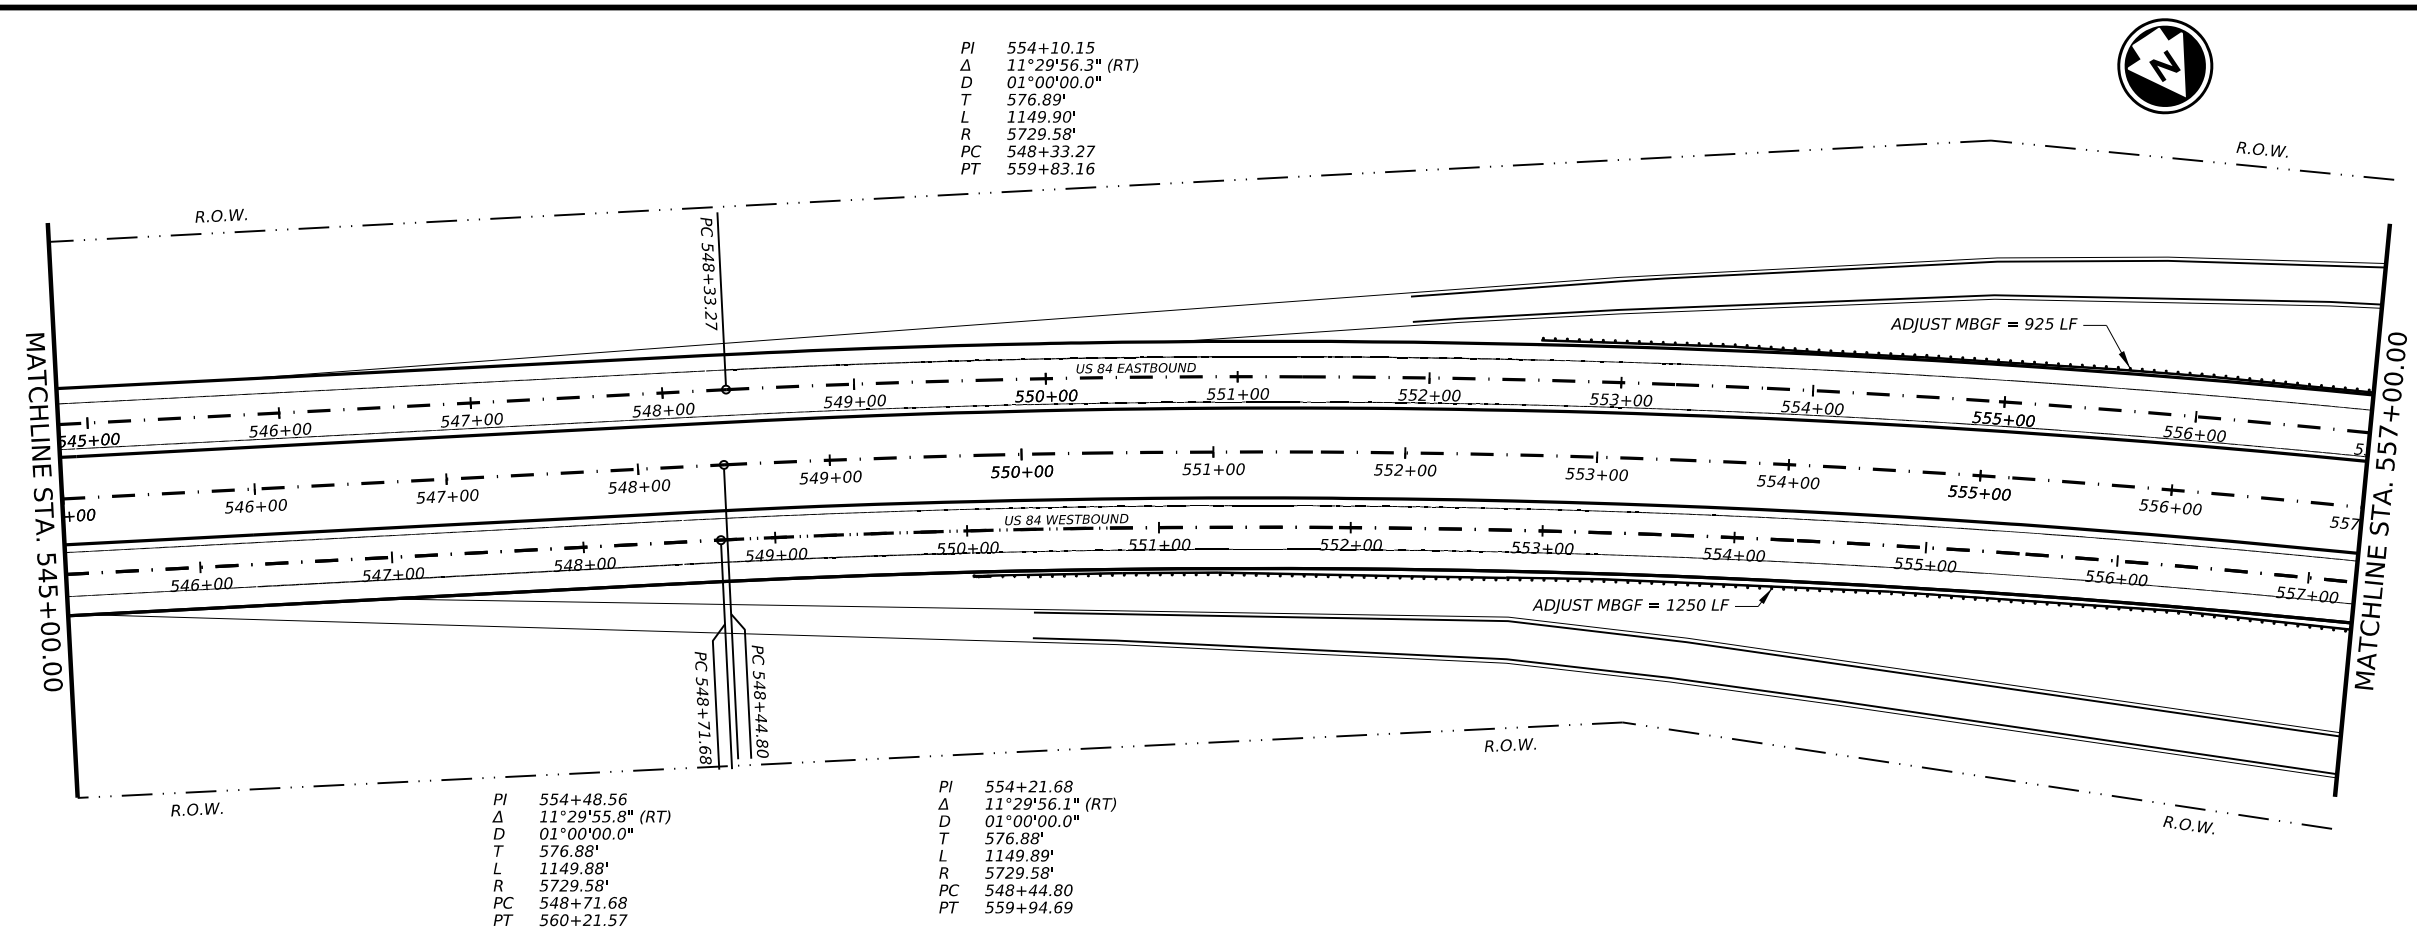 PI 554+10.15
Δ 11°29'56.3" (RT)
D 01°00'00.0"
T 576.89'
L 1149.90'
R 5729.58'
PC 548+33.27
PT 559+83.16
N
R.O.W.
R.O.W.
PC 548+33.27
MATCHLINE STA. 545+00.00
ADJUST MBGF = 925 LF
MATCHLINE STA. 557+00.00
US 84 EASTBOUND
545+00
546+00
547+00
548+00
549+00
550+00
551+00
552+00
553+00
554+00
555+00
556+00
5
+00
546+00
547+00
548+00
549+00
550+00
551+00
552+00
553+00
554+00
555+00
556+00
557
US 84 WESTBOUND
546+00
547+00
548+00
549+00
550+00
551+00
552+00
553+00
554+00
555+00
556+00
557+00
ADJUST MBGF = 1250 LF
PC 548+71.68
PC 548+44.80
R.O.W.
R.O.W.
R.O.W.
PI 554+48.56
Δ 11°29'55.8" (RT)
D 01°00'00.0"
T 576.88'
L 1149.88'
R 5729.58'
PC 548+71.68
PT 560+21.57
PI 554+21.68
Δ 11°29'56.1" (RT)
D 01°00'00.0"
T 576.88'
L 1149.89'
R 5729.58'
PC 548+44.80
PT 559+94.69